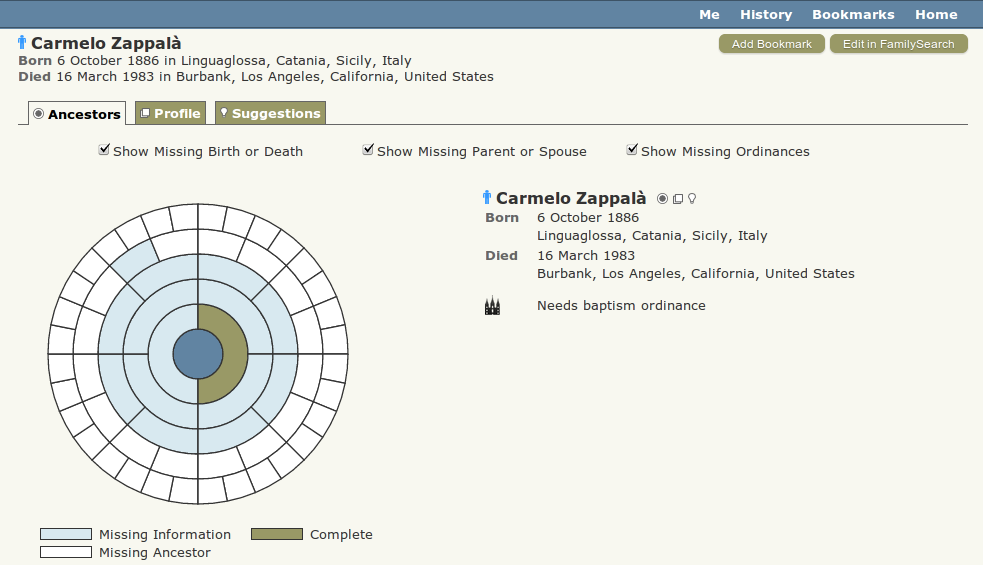 Me History Bookmarks Home
Carmelo Zappalà
Add Bookmark Edit in FamilySearch
Born 6 October 1886 in Linguaglossa, Catania, Sicily, Italy
Died 16 March 1983 in Burbank, Los Angeles, California, United States
Ancestors Profile Suggestions
Show Missing Birth or Death Show Missing Parent or Spouse Show Missing Ordinances
Carmelo Zappalà
Born 6 October 1886
Linguaglossa, Catania, Sicily, Italy
Died 16 March 1983
Burbank, Los Angeles, California, United States
Needs baptism ordinance
Missing Information Complete
Missing Ancestor